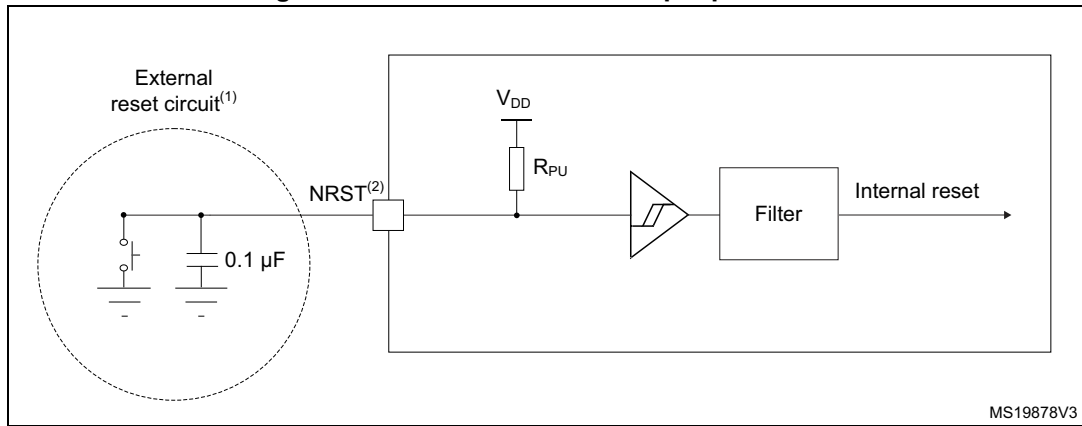 External
reset circuit(1)
VDD
RPU
NRST(2)
Filter
Internal reset
0.1 µF
MS19878V3